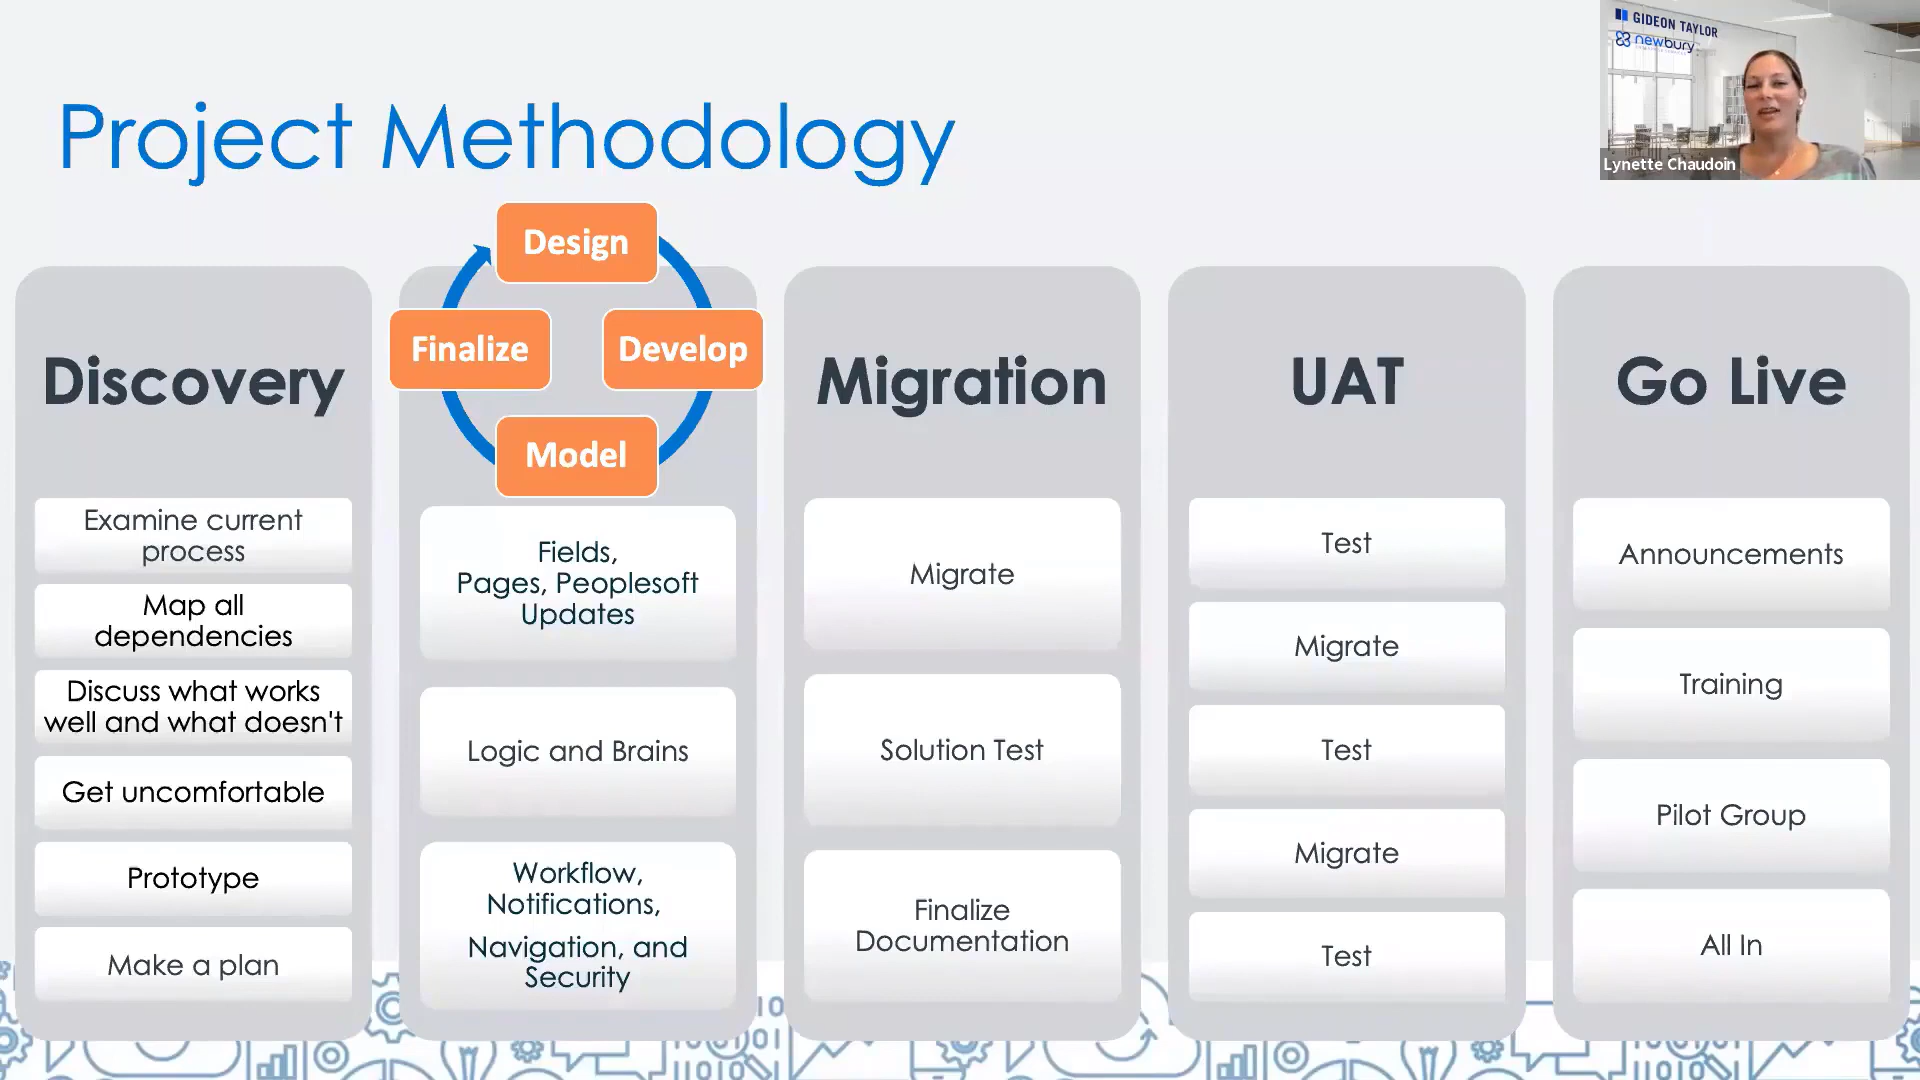 GIDEON TAYLOR
newbury
Lynette Chaudoin
Project Methodology
Discovery
Examine current
process
Map all
dependencies
Discuss what works
well and what doesn't
Get uncomfortable
Prototype
Make a plan
Design
Develop
Model
Finalize
Fields,
Pages, Peoplesoft
Updates
Logic and Brains
Workflow,
Notifications,
Navigation, and
Security
Migration
Migrate
Solution Test
Finalize
Documentation
UAT
Test
Migrate
Test
Migrate
Test
Go Live
Announcements
Training
Pilot Group
All In